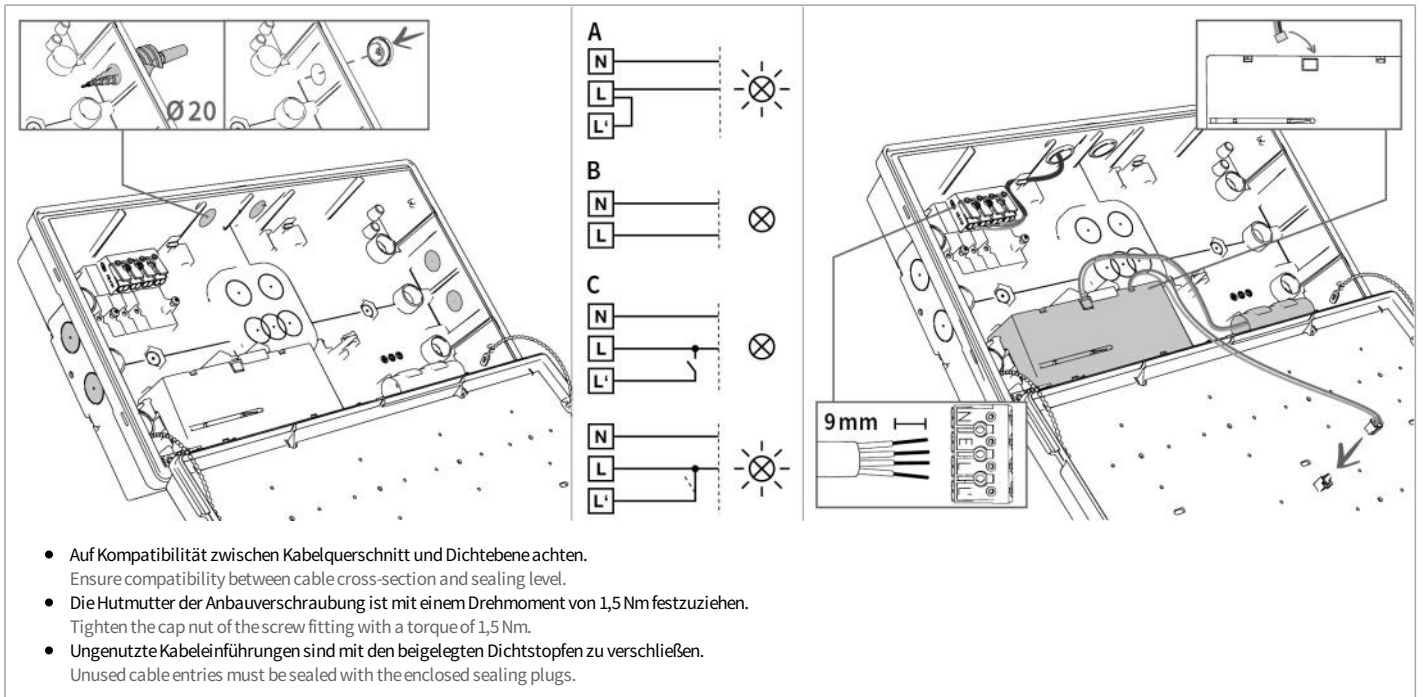 Ø20
A
N
L
L‘
B
N
L
C
N
L
L‘
N
L
L‘
9mm
N
E
L
L'
Auf Kompatibilität zwischen Kabelquerschnitt und Dichtebene achten.
Ensure compatibility between cable cross-section and sealing level.
Die Hutmutter der Anbauverschraubung ist mit einem Drehmoment von 1,5 Nm festzuziehen.
Tighten the cap nut of the screw fitting with a torque of 1,5 Nm.
Ungenutzte Kabeleinführungen sind mit den beigelegten Dichtstopfen zu verschließen.
Unused cable entries must be sealed with the enclosed sealing plugs.